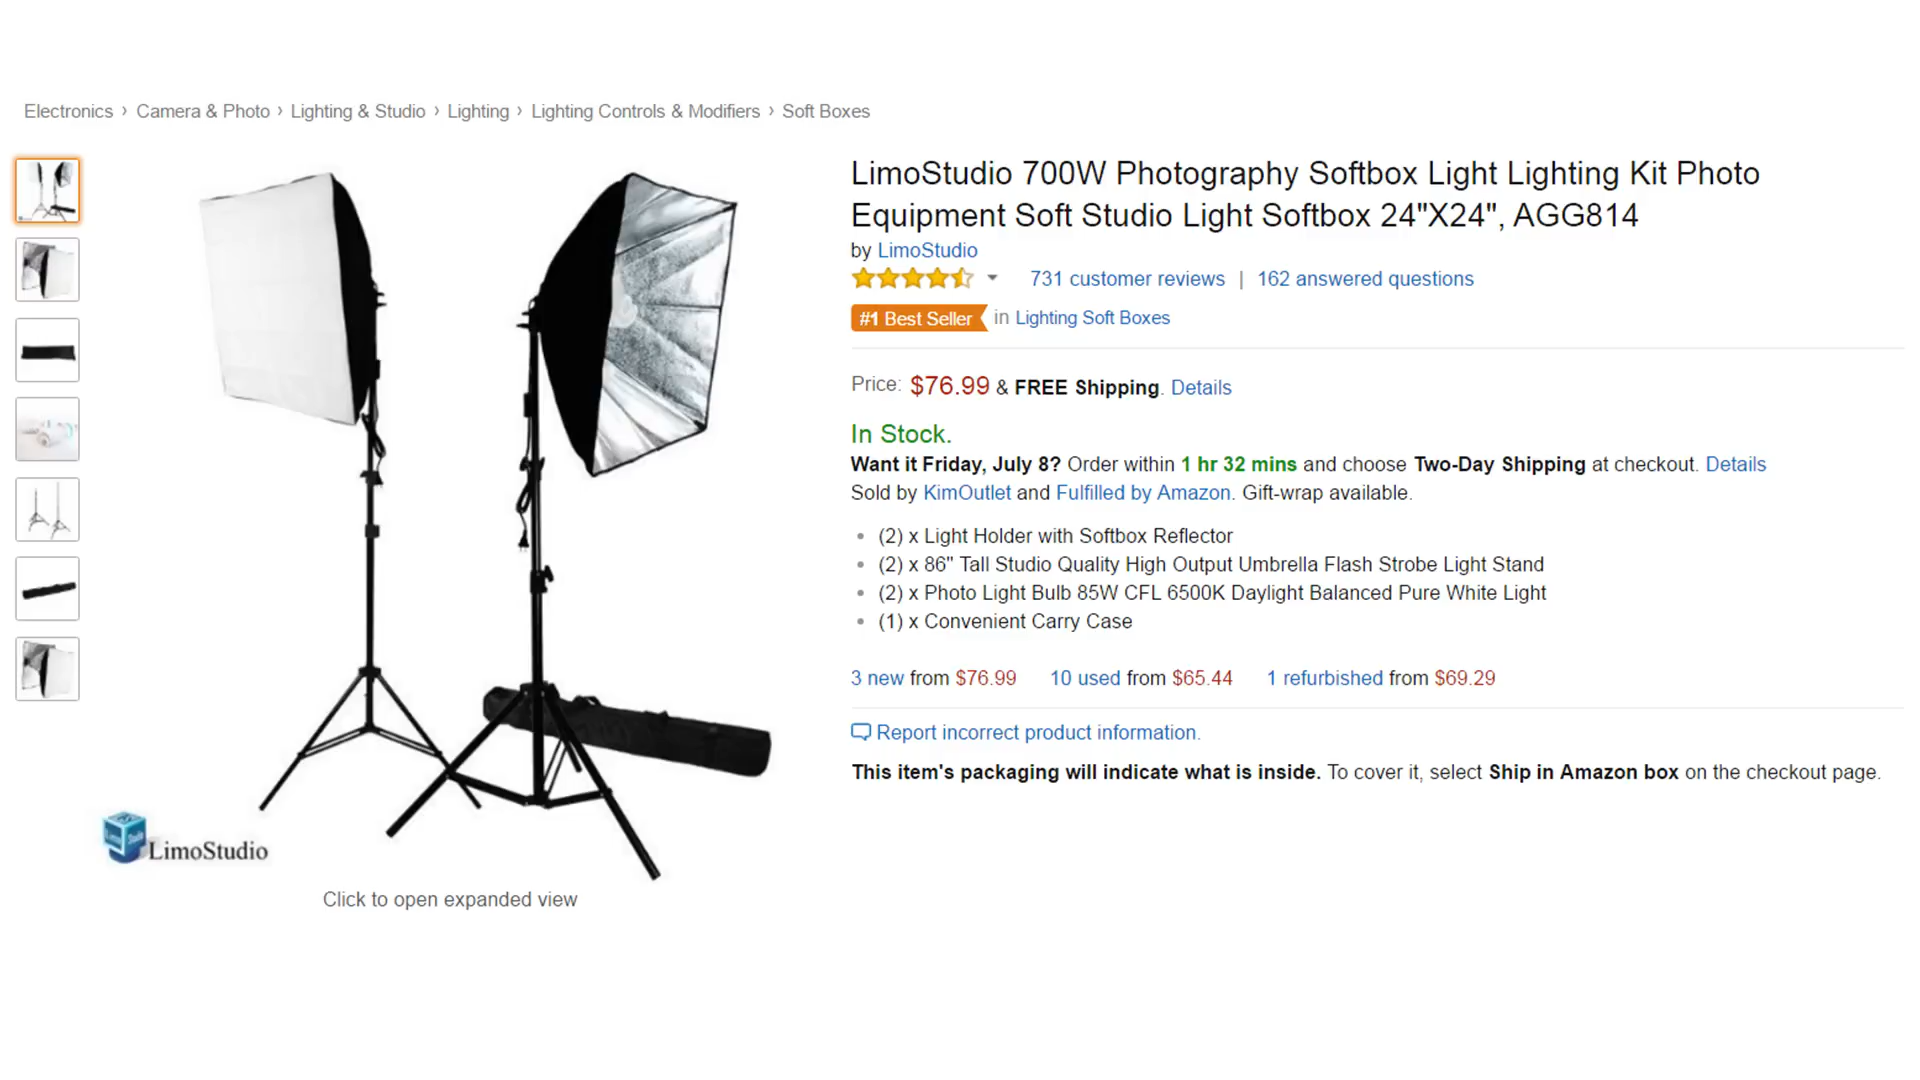 Electronics › Camera & Photo › Lighting & Studio › Lighting › Lighting Controls & Modifiers › Soft Boxes
LimoStudio 700W Photography Softbox Light Lighting Kit Photo
Equipment Soft Studio Light Softbox 24"X24", AGG814
by LimoStudio
731 customer reviews | 162 answered questions
#1 Best Seller in Lighting Soft Boxes
Price: $76.99 & FREE Shipping. Details
In Stock.
Want it Friday, July 8? Order within 1 hr 32 mins and choose Two-Day Shipping at checkout. Details
Sold by KimOutlet and Fulfilled by Amazon. Gift-wrap available.
• (2) x Light Holder with Softbox Reflector
• (2) x 86" Tall Studio Quality High Output Umbrella Flash Strobe Light Stand
• (2) x Photo Light Bulb 85W CFL 6500K Daylight Balanced Pure White Light
• (1) x Convenient Carry Case
3 new from $76.99 10 used from $65.44 1 refurbished from $69.29
Report incorrect product information.
This item's packaging will indicate what is inside. To cover it, select Ship in Amazon box on the checkout page.
LimoStudio
Click to open expanded view